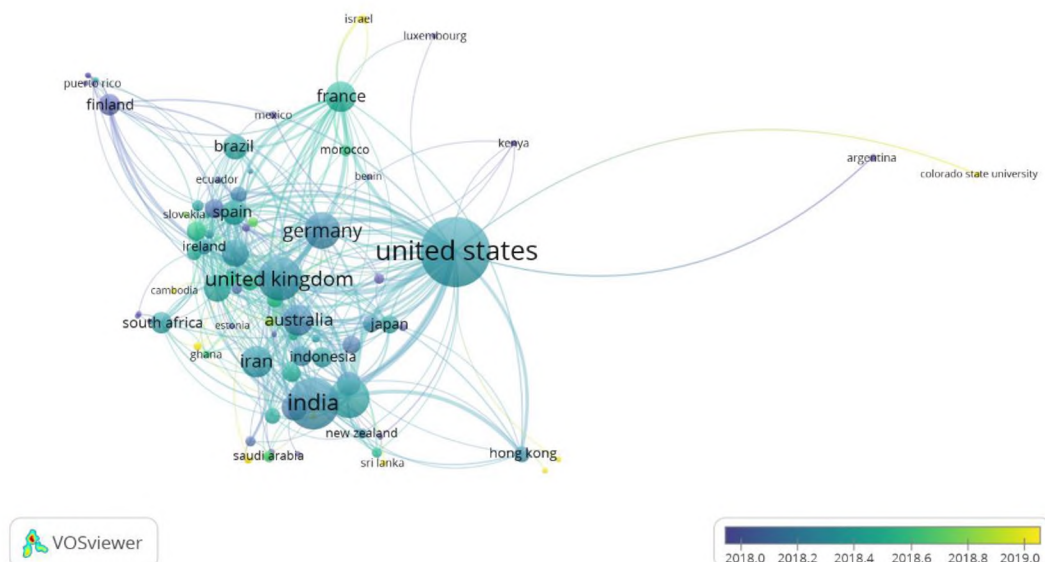 israel
luxembourg
puerto rico
finland
france
mexico
brazil
morocco
kenya
benin
argentina
colorado state university
ecuador
slovakia
spain
germany
ireland
united states
united kingdom
cambodia
south africa
estonia
australia
japan
ghana
iran
indonesia
india
new zealand
saudi arabia
sri lanka
hong kong
VOSviewer
2018.0 2018.2 2018.4 2018.6 2018.8 2019.0